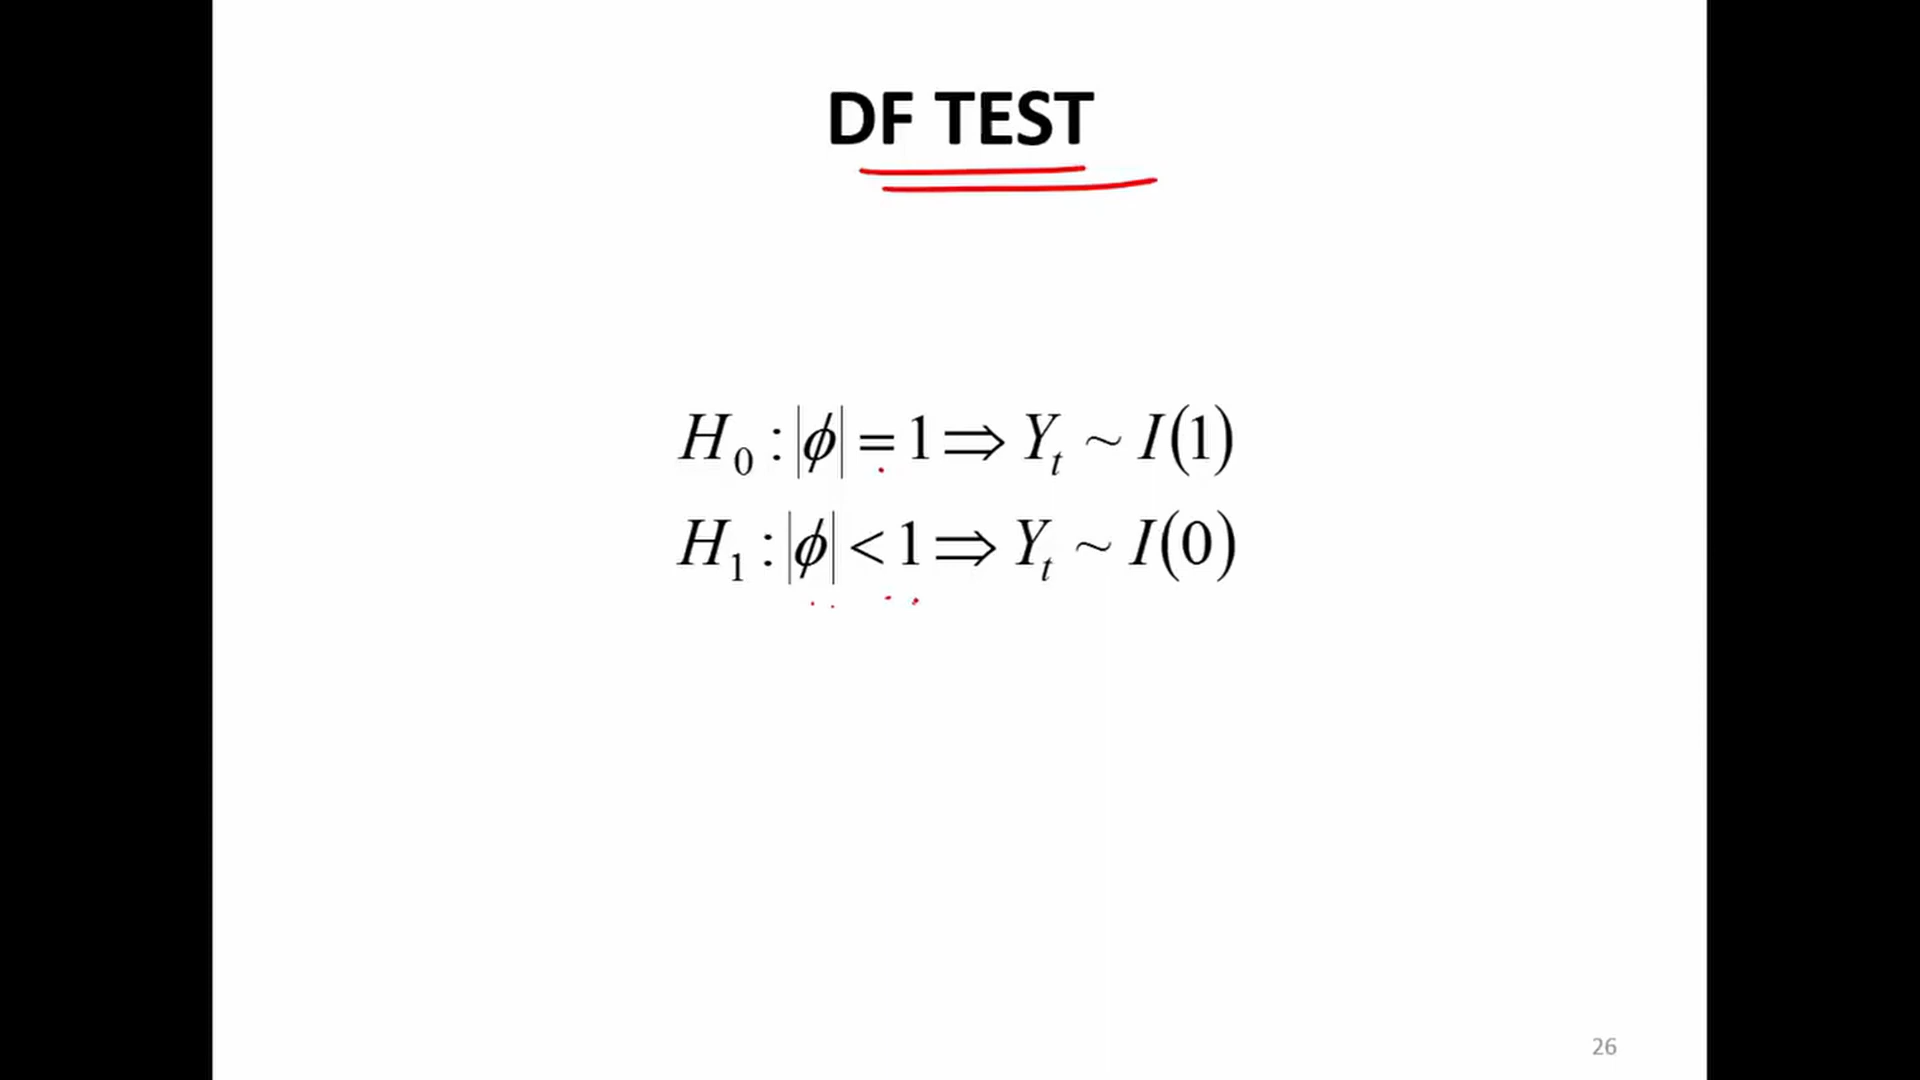 DF TEST
H₀ : |ϕ| = 1 ⇒ Yₜ ~ I(1)
H₁ : |ϕ| < 1 ⇒ Yₜ ~ I(0)
26